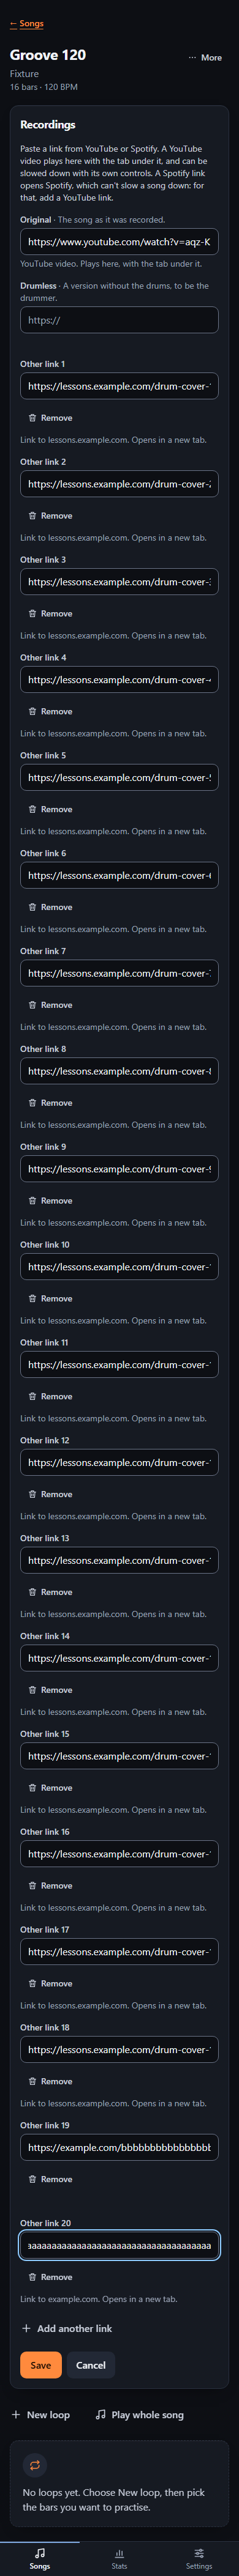 ← Songs
Groove 120
More
Fixture
16 bars · 120 BPM
Recordings
Paste a link from YouTube or Spotify. A YouTube
video plays here with the tab under it, and can be
slowed down with its own controls. A Spotify link
opens Spotify, which can't slow a song down: for
that, add a YouTube link.
Original · The song as it was recorded.
https://www.youtube.com/watch?v=aqz-K
YouTube video. Plays here, with the tab under it.
Drumless · A version without the drums, to be the
drummer.
https://
Other link 1
https://lessons.example.com/drum-cover-1
Remove
Link to lessons.example.com. Opens in a new tab.
Other link 2
https://lessons.example.com/drum-cover-2
Remove
Link to lessons.example.com. Opens in a new tab.
Other link 3
https://lessons.example.com/drum-cover-3
Remove
Link to lessons.example.com. Opens in a new tab.
Other link 4
https://lessons.example.com/drum-cover-4
Remove
Link to lessons.example.com. Opens in a new tab.
Other link 5
https://lessons.example.com/drum-cover-5
Remove
Link to lessons.example.com. Opens in a new tab.
Other link 6
https://lessons.example.com/drum-cover-6
Remove
Link to lessons.example.com. Opens in a new tab.
Other link 7
https://lessons.example.com/drum-cover-7
Remove
Link to lessons.example.com. Opens in a new tab.
Other link 8
https://lessons.example.com/drum-cover-8
Remove
Link to lessons.example.com. Opens in a new tab.
Other link 9
https://lessons.example.com/drum-cover-9
Remove
Link to lessons.example.com. Opens in a new tab.
Other link 10
https://lessons.example.com/drum-cover-1
Remove
Link to lessons.example.com. Opens in a new tab.
Other link 11
https://lessons.example.com/drum-cover-1
Remove
Link to lessons.example.com. Opens in a new tab.
Other link 12
https://lessons.example.com/drum-cover-1
Remove
Link to lessons.example.com. Opens in a new tab.
Other link 13
https://lessons.example.com/drum-cover-1
Remove
Link to lessons.example.com. Opens in a new tab.
Other link 14
https://lessons.example.com/drum-cover-1
Remove
Link to lessons.example.com. Opens in a new tab.
Other link 15
https://lessons.example.com/drum-cover-1
Remove
Link to lessons.example.com. Opens in a new tab.
Other link 16
https://lessons.example.com/drum-cover-1
Remove
Link to lessons.example.com. Opens in a new tab.
Other link 17
https://lessons.example.com/drum-cover-1
Remove
Link to lessons.example.com. Opens in a new tab.
Other link 18
https://lessons.example.com/drum-cover-1
Remove
Link to lessons.example.com. Opens in a new tab.
Other link 19
https://example.com/bbbbbbbbbbbbbbb
Remove
Other link 20
Remove
Link to example.com. Opens in a new tab.
Add another link
Save Cancel
New loop Play whole song
No loops yet. Choose New loop, then pick
the bars you want to practise.
Songs Stats Settings